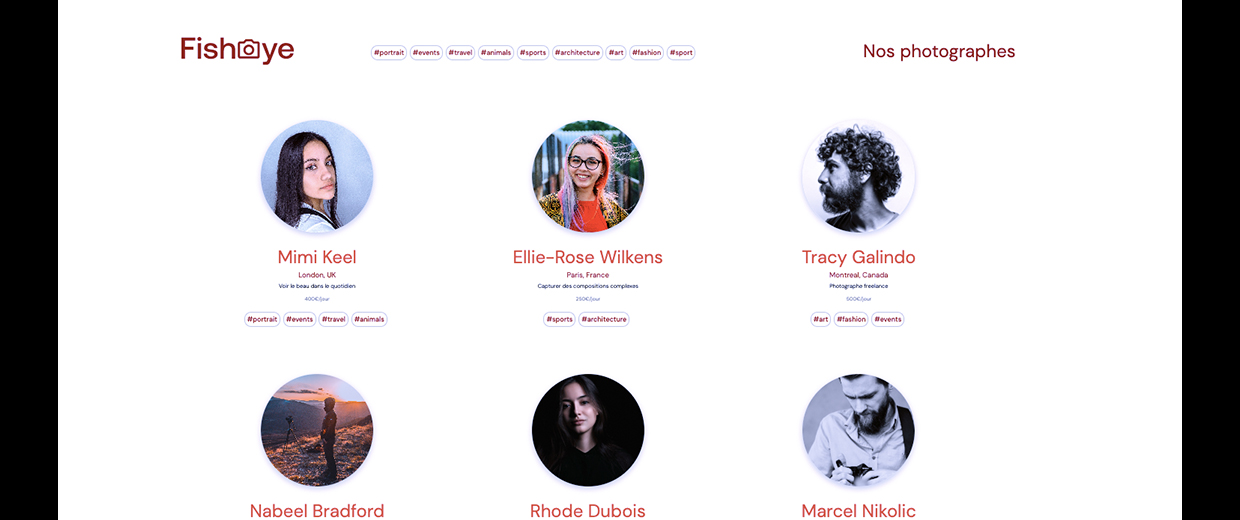 Fisheye
#portrait #events #travel #animals #sports #architecture #art #fashion #sport
Nos photographes
Mimi Keel
London, UK
Voir le beau dans le quotidien
400€/jour
#portrait #events #travel #animals
Ellie-Rose Wilkens
Paris, France
Capturer des compositions complexes
250€/jour
#sports #architecture
Tracy Galindo
Montreal, Canada
Photographe freelance
500€/jour
#art #fashion #events
Nabeel Bradford
Rhode Dubois
Marcel Nikolic